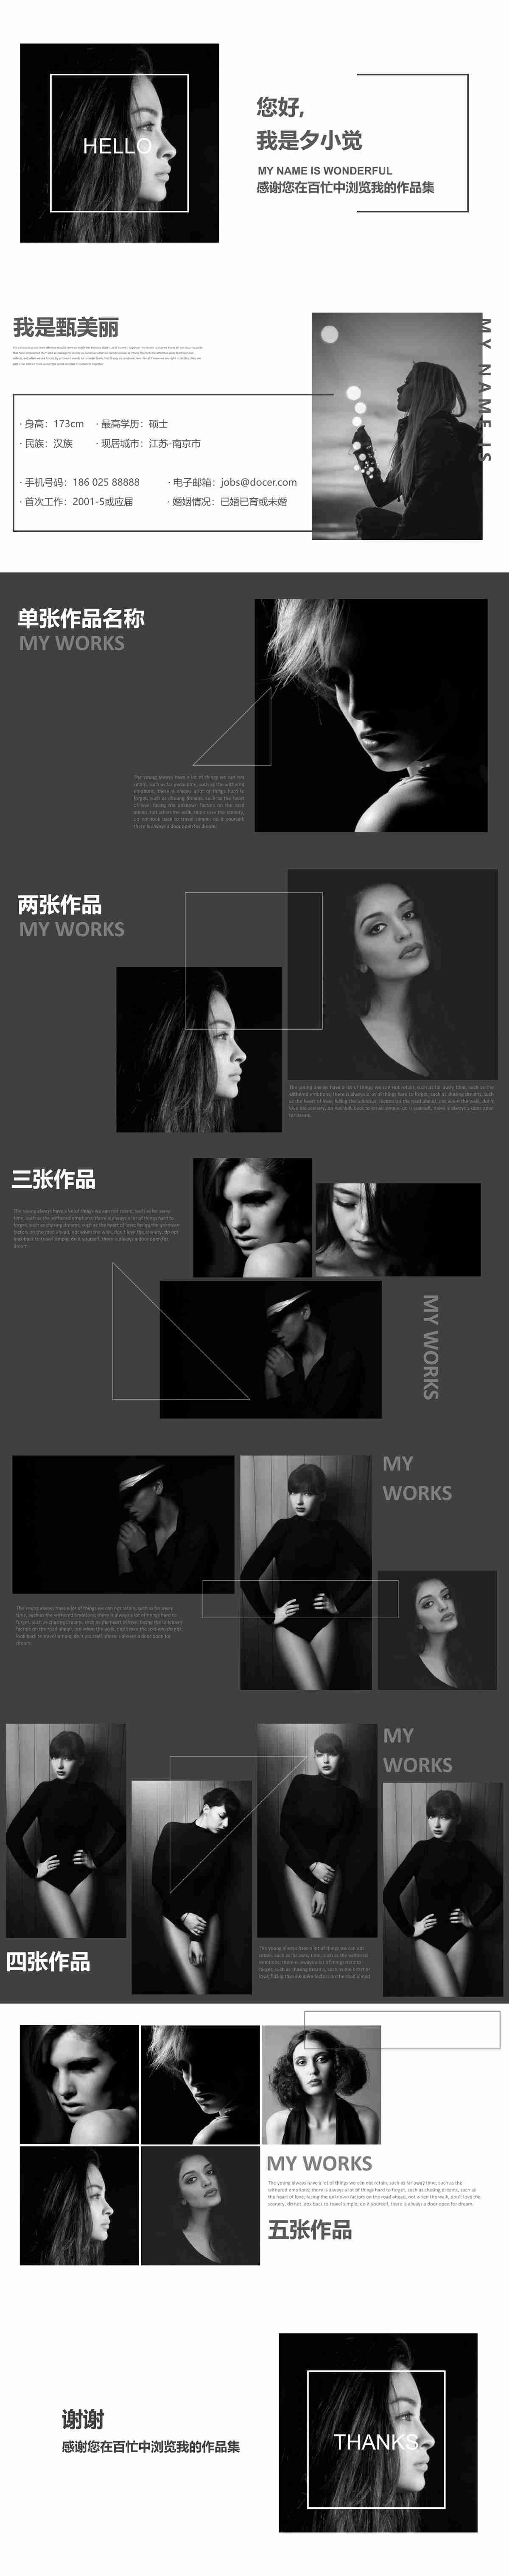 HELLO
您好,
我是夕小觉
MY NAME IS WONDERFUL
感谢您在百忙中浏览我的作品集
我是甄美丽
MY NAME IS
· 身高：173cm · 最高学历：硕士
· 民族：汉族 · 现居城市：江苏-南京市
· 手机号码：186 025 88888 · 电子邮箱：jobs@docer.com
· 首次工作：2001-5或应届 · 婚姻情况：已婚已育或未婚
单张作品名称
MY WORKS
The young always have a lot of things we can not
retain, such as far away time, such as the withered
emotions, there is always a lot of things hard to
forget, such as chasing dreams, such as the heart
of love; facing the unknown factors on the road
ahead, not when the walk, don't lose the scenery,
do not look back to travel simple; do it yourself,
there is always a door open for dream.
两张作品
MY WORKS
The young always have a lot of things we can not retain, such as far away time, such as the
withered emotions, there is always a lot of things hard to forget, such as chasing dreams, such
as the heart of love; facing the unknown factors on the road ahead, not when the walk, don't
lose the scenery, do not look back to travel simple; do it yourself, there is always a door open
for dream.
三张作品
The young always have a lot of things we can not retain, such as far away
time, such as the withered emotions, there is always a lot of things hard to
forget, such as chasing dreams, such as the heart of love; facing the unknown
factors on the road ahead, not when the walk, don't lose the scenery, do not
look back to travel simple; do it yourself, there is always a door open for
dream.
MY WORKS
MY
WORKS
The young always have a lot of things we can not retain, such as far away
time, such as the withered emotions, there is always a lot of things hard to
forget, such as chasing dreams, such as the heart of love; facing the unknown
factors on the road ahead, not when the walk, don't lose the scenery, do not
look back to travel simple; do it yourself, there is always a door open for
dream.
MY
WORKS
四张作品
The young always have a lot of things we can not
retain, such as far away time, such as the withered
emotions, there is always a lot of things hard to
forget, such as chasing dreams, such as the heart of
love; facing the unknown factors on the road ahead
MY WORKS
The young always have a lot of things we can not retain, such as far away time, such as the
withered emotions, there is always a lot of things hard to forget, such as chasing dreams, such as
the heart of love; facing the unknown factors on the road ahead, not when the walk, don't lose the
scenery, do not look back to travel simple; do it yourself, there is always a door open for dream.
五张作品
谢谢
感谢您在百忙中浏览我的作品集
THANKS